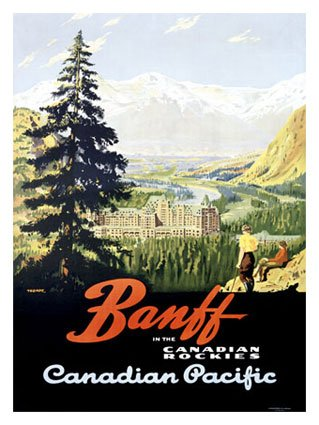 Banff
IN THE
CANADIAN
ROCKIES
Canadian Pacific